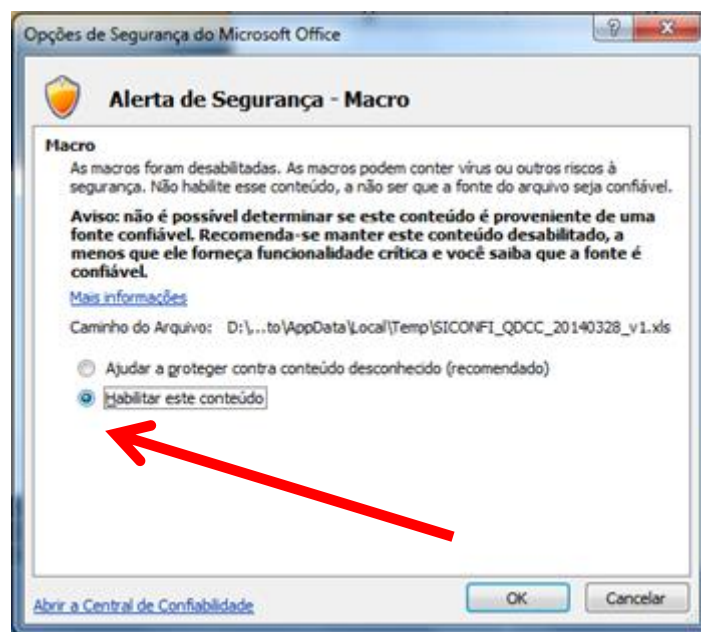 Opções de Segurança do Microsoft Office
Alerta de Segurança - Macro
Macro
As macros foram desabilitadas. As macros podem conter vírus ou outros riscos à
segurança. Não habilite esse conteúdo, a não ser que a fonte do arquivo seja confiável.
Aviso: não é possível determinar se este conteúdo é proveniente de uma
fonte confiável. Recomenda-se manter este conteúdo desabilitado, a
menos que ele forneça funcionalidade crítica e você saiba que a fonte é
confiável.
Mais informações
Caminho do Arquivo: D:\...to\AppData\Local\Temp\SICONFI_QDCC_20140328_v1.xls
Ajudar a proteger contra conteúdo desconhecido (recomendado)
Habilitar este conteúdo
Abrir a Central de Confiabilidade
OK
Cancelar